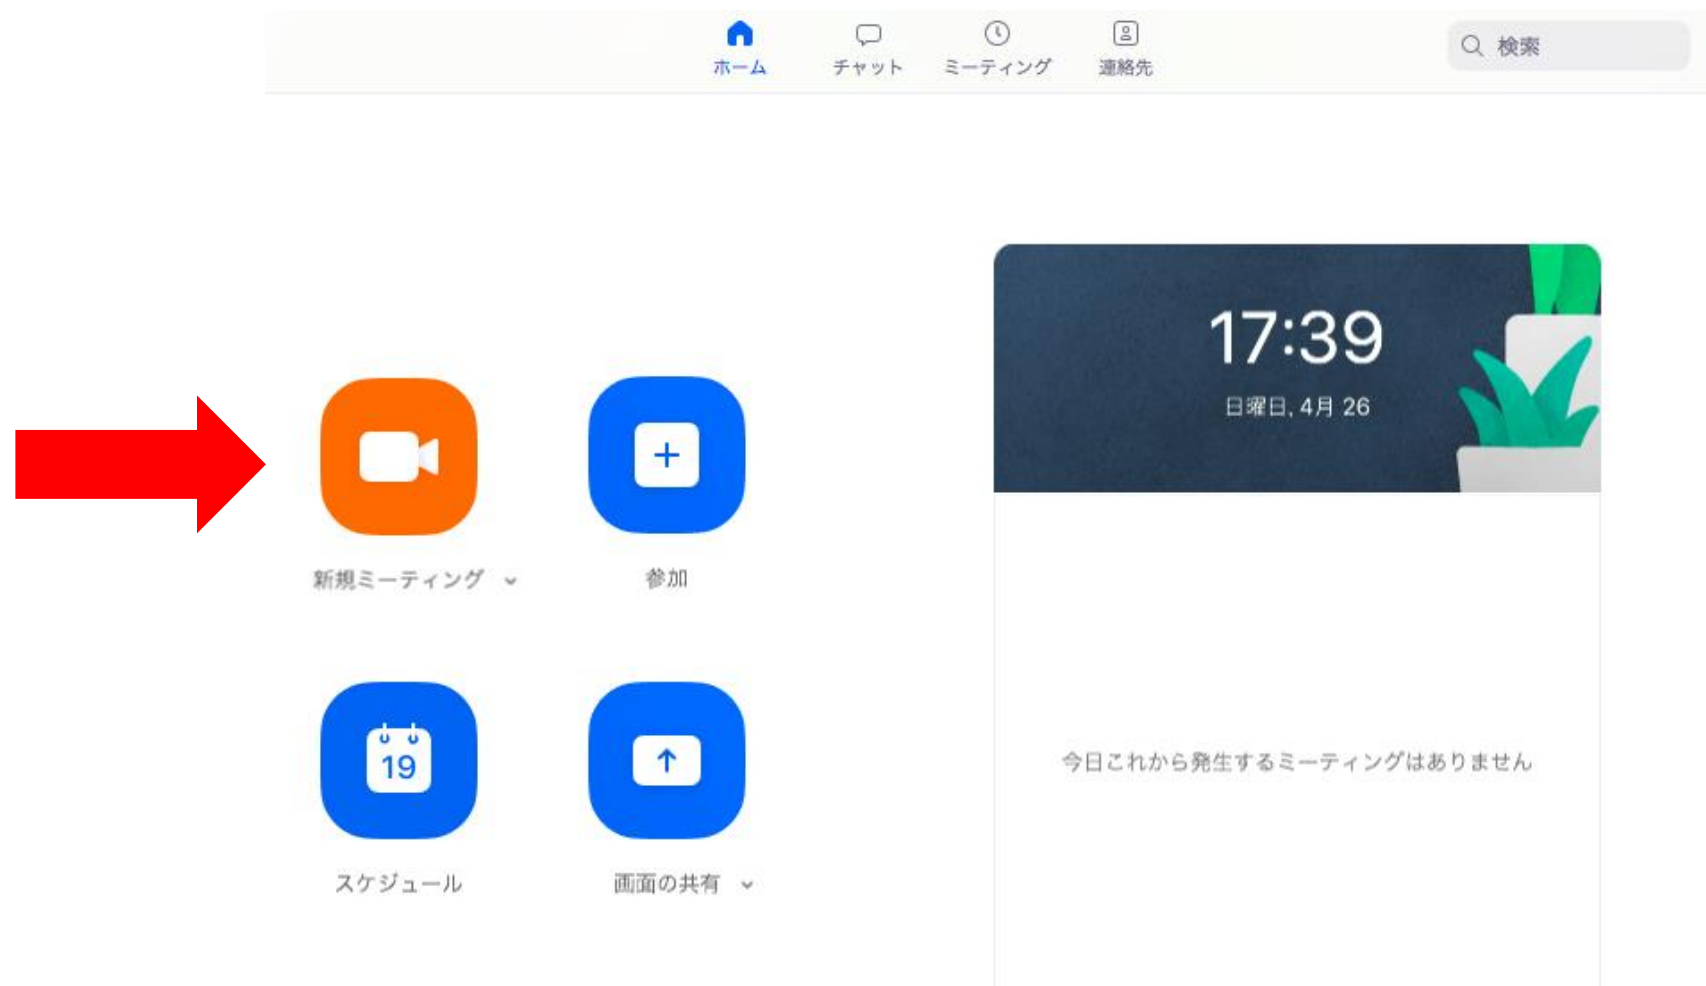 ホーム
チャット
ミーティング
連絡先
検索
17:39
日曜日, 4月 26
新規ミーティング
参加
19
スケジュール
画面の共有
今日これから発生するミーティングはありません